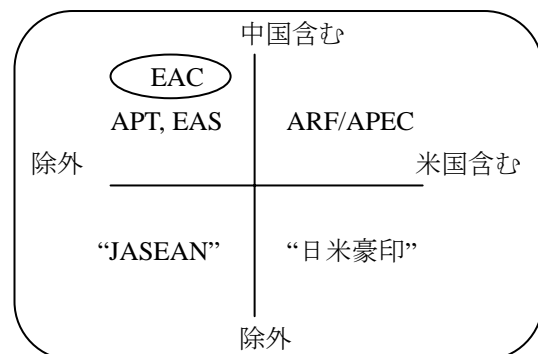 中国含む
EAC
APT, EAS
ARF/APEC
除外
米国含む
“JASEAN”
“日米豪印”
除外